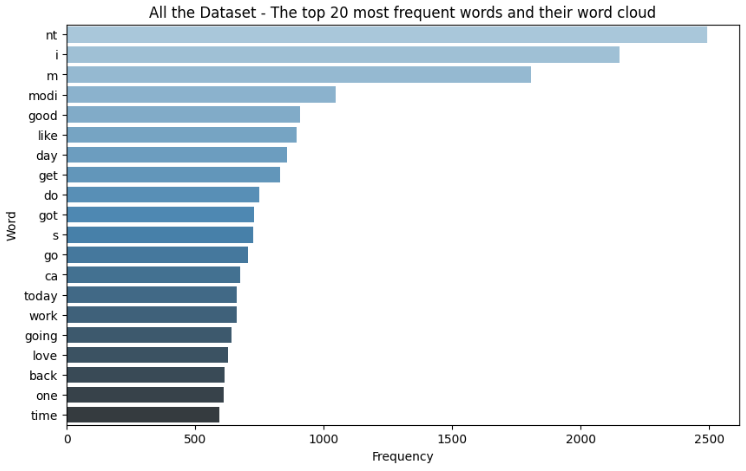 All the Dataset - The top 20 most frequent words and their word cloud
Word
nt
i
m
modi
good
like
day
get
do
got
s
go
ca
today
work
going
love
back
one
time
0 500 1000 1500 2000 2500
Frequency